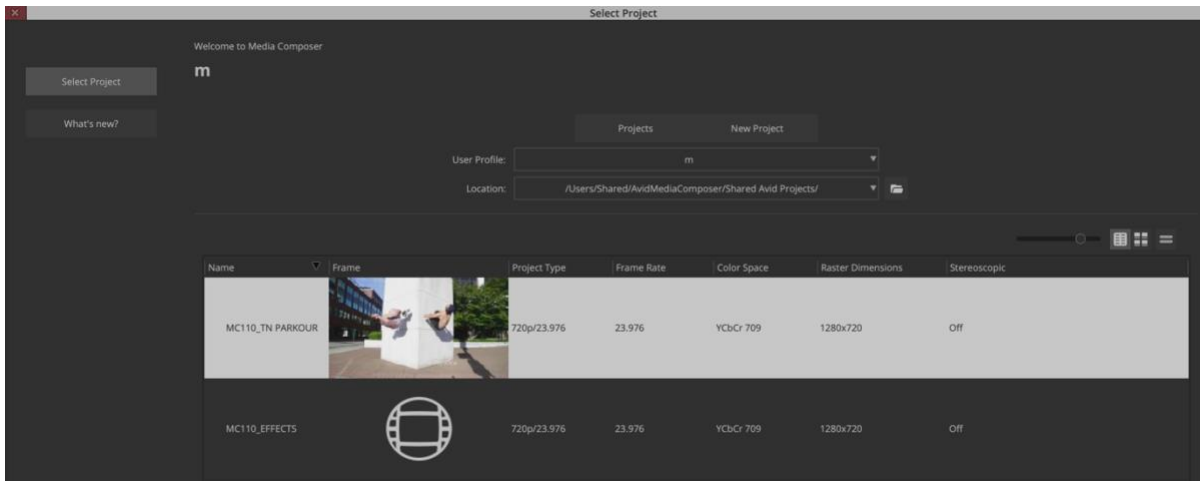 Select Project
Welcome to Media Composer
m
Select Project
What's new?
Projects New Project
User Profile: m
Location: /Users/Shared/AvidMediaComposer/Shared Avid Projects/
Name Frame Project Type Frame Rate Color Space Raster Dimensions Stereoscopic
MC110_TN PARKOUR 720p/23.976 23.976 YCbCr 709 1280x720 Off
MC110_EFFECTS 720p/23.976 23.976 YCbCr 709 1280x720 Off